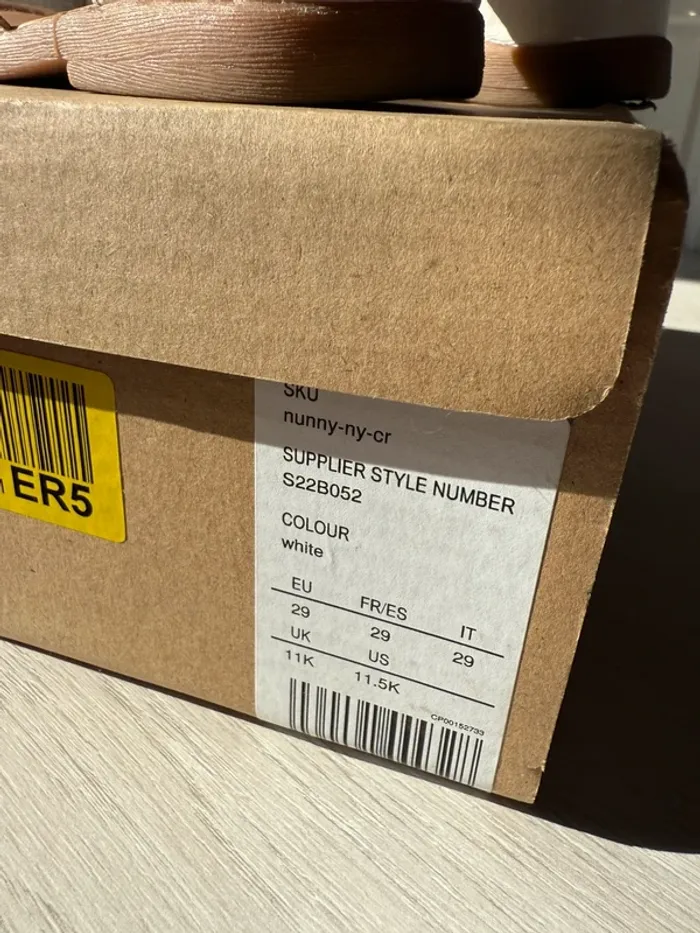 ER5
SKU
nunny-ny-cr
SUPPLIER STYLE NUMBER
S22B052
COLOUR
white
EU FR/ES IT
29 29 29
UK US
11K 11.5K
CP00152733